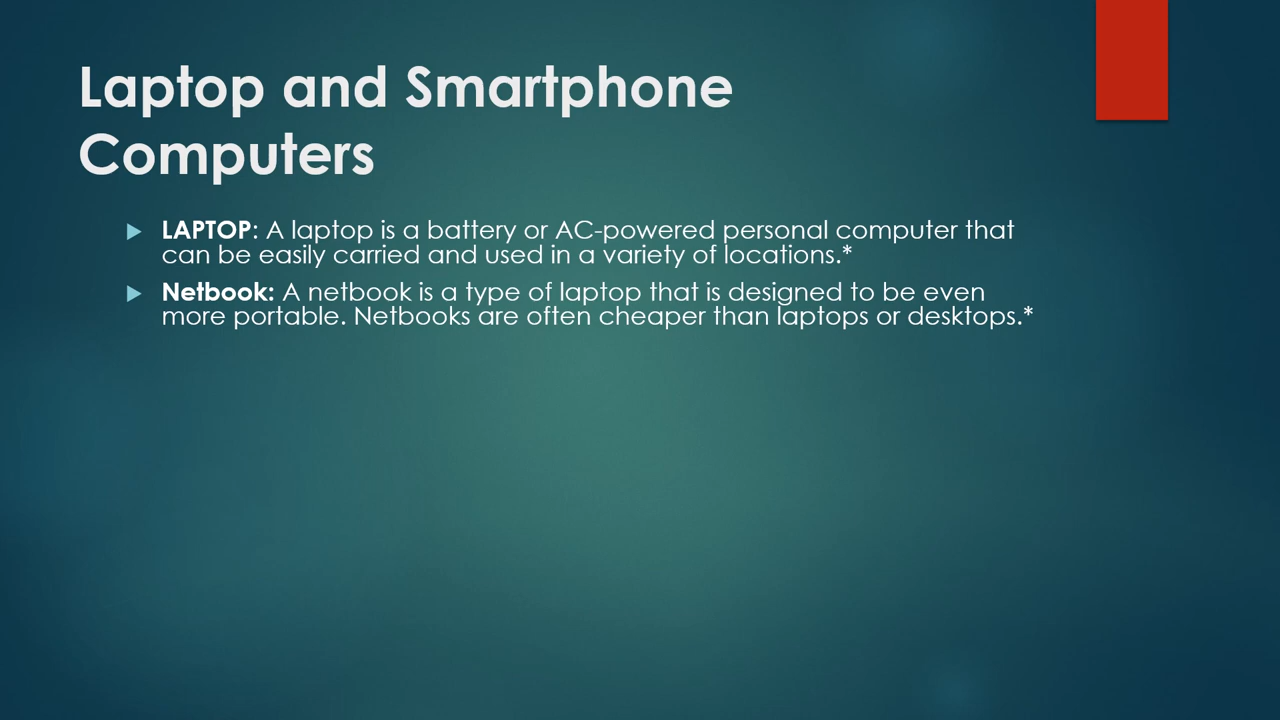 Laptop and Smartphone
Computers
LAPTOP: A laptop is a battery or AC-powered personal computer that
can be easily carried and used in a variety of locations.*
Netbook: A netbook is a type of laptop that is designed to be even
more portable. Netbooks are often cheaper than laptops or desktops.*